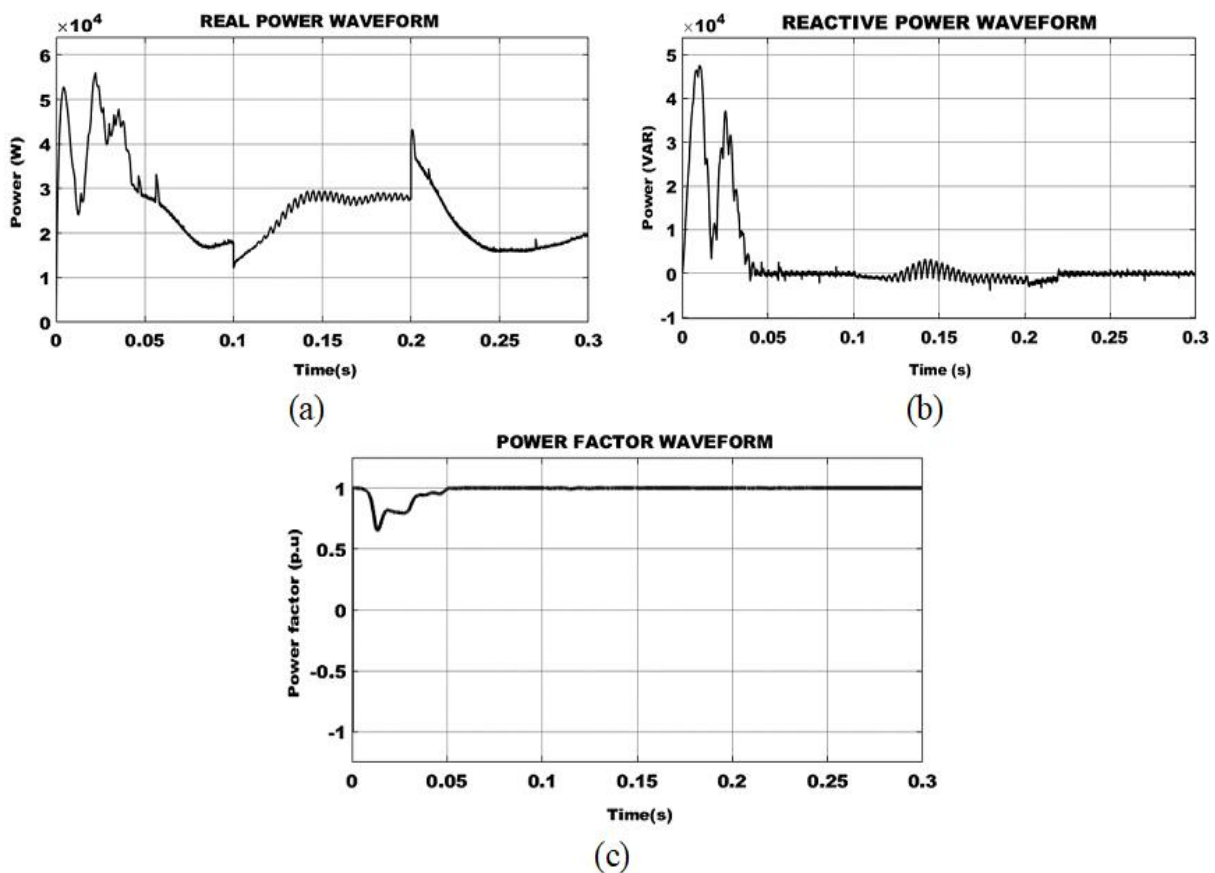 REAL POWER WAVEFORM
×10⁴
Power (W)
6
5
4
3
2
1
0
0 0.05 0.1 0.15 0.2 0.25 0.3
Time(s)
(a)
REACTIVE POWER WAVEFORM
×10⁴
Power (VAR)
5
4
3
2
1
0
-1
0 0.05 0.1 0.15 0.2 0.25 0.3
Time (s)
(b)
POWER FACTOR WAVEFORM
Power factor (p.u)
1
0.5
0
-0.5
-1
0 0.05 0.1 0.15 0.2 0.25 0.3
Time(s)
(c)